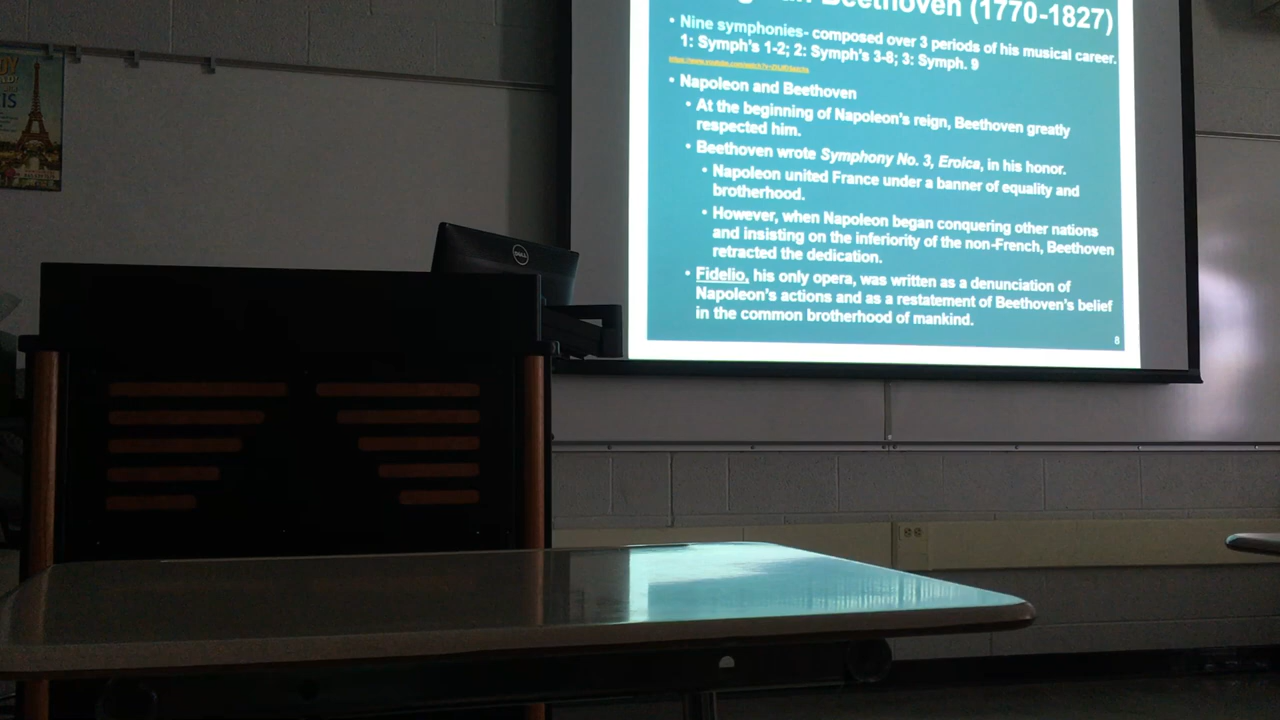 Beethoven (1770-1827)
• Nine symphonies- composed over 3 periods of his musical career.
1: Symph's 1-2; 2: Symph's 3-8; 3: Symph. 9
• Napoleon and Beethoven
• At the beginning of Napoleon's reign, Beethoven greatly
respected him.
• Beethoven wrote Symphony No. 3, Eroica, in his honor.
• Napoleon united France under a banner of equality and
brotherhood.
• However, when Napoleon began conquering other nations
and insisting on the inferiority of the non-French, Beethoven
retracted the dedication.
• Fidelio, his only opera, was written as a denunciation of
Napoleon's actions and as a restatement of Beethoven's belief
in the common brotherhood of mankind.
8
DELL